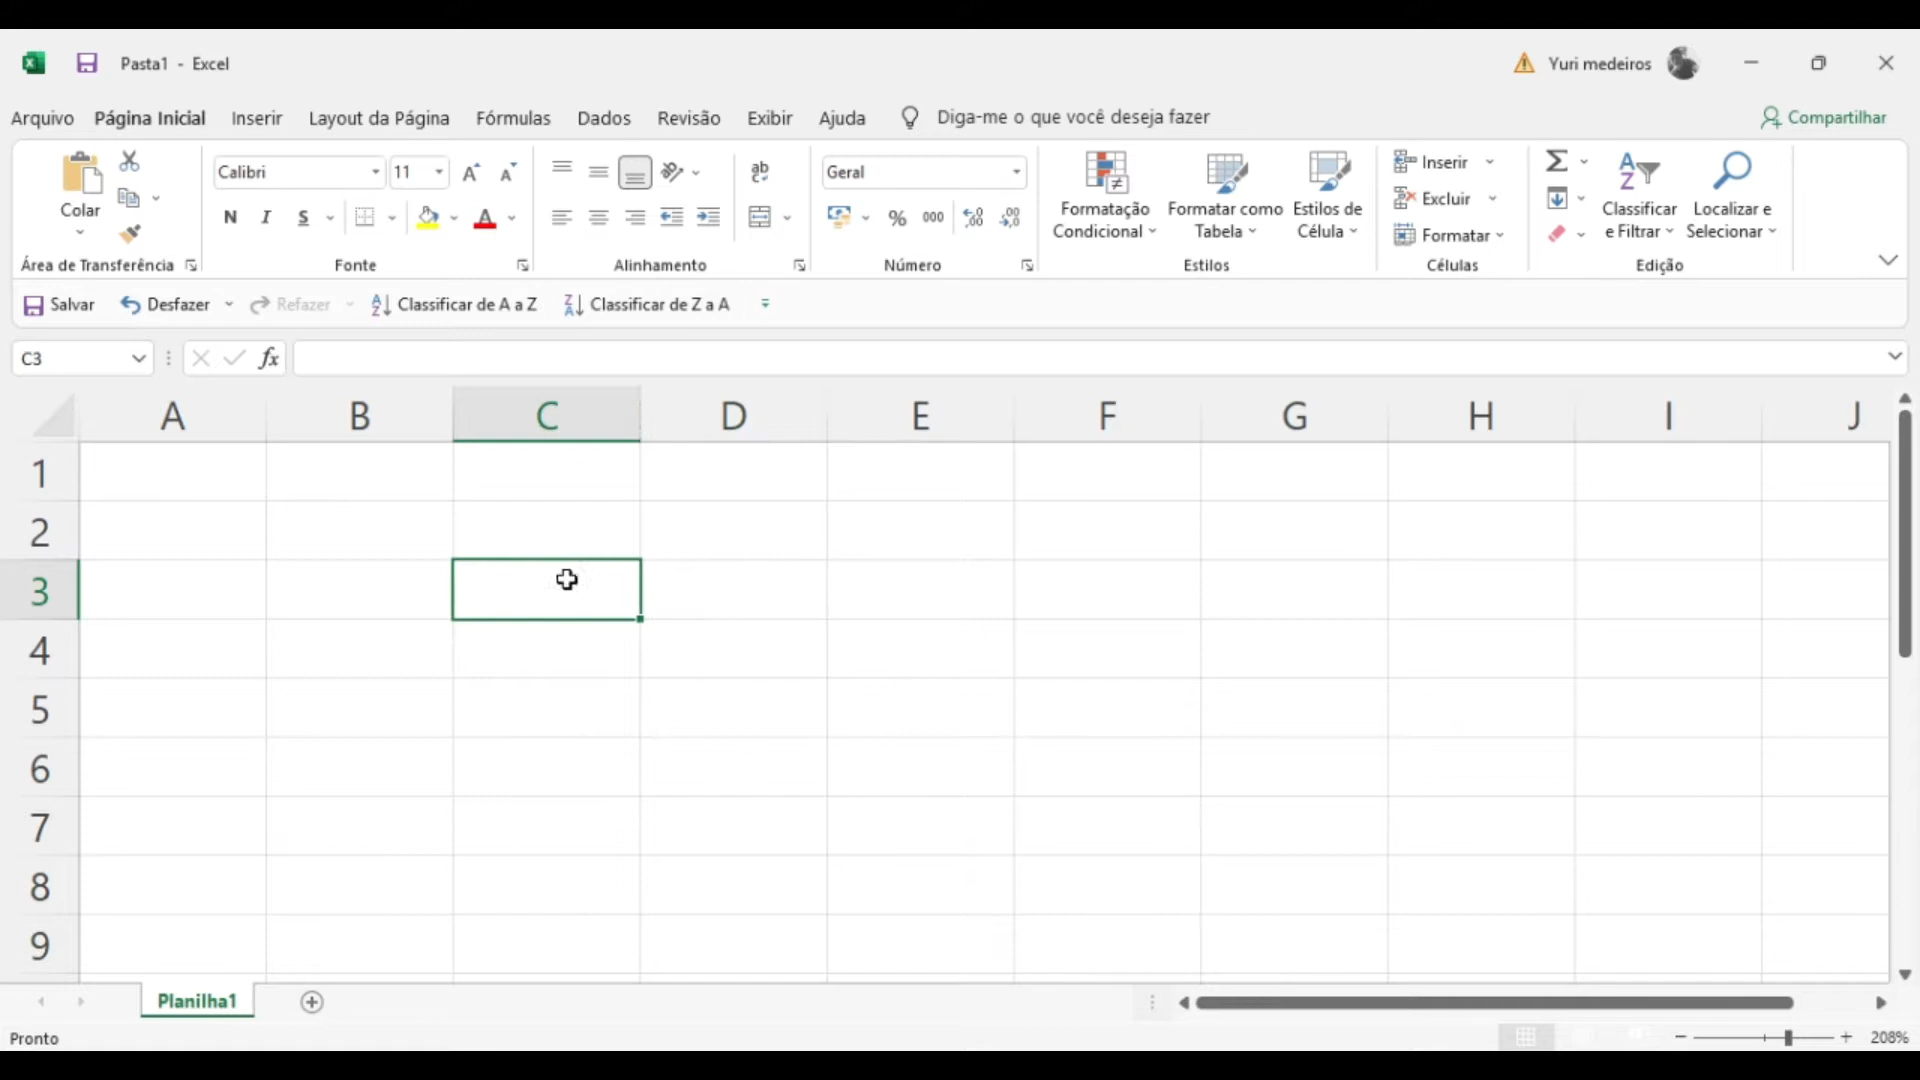 Pasta1 - Excel
Yuri medeiros
Arquivo Página Inicial Inserir Layout da Página Fórmulas Dados Revisão Exibir Ajuda Diga-me o que você deseja fazer Compartilhar
Colar
Área de Transferência
Calibri 11
N I S A
Fonte
ab
Alinhamento
Geral
% 000
Número
Formatação Condicional
Formatar como Tabela
Estilos de Célula
Estilos
Inserir
Excluir
Formatar
Células
Classificar e Filtrar
Localizar e Selecionar
Edição
Salvar Desfazer Refazer Classificar de A a Z Classificar de Z a A
C3 fx
A B C D E F G H I J
1
2
3
4
5
6
7
8
9
Planilha1
Pronto
208%